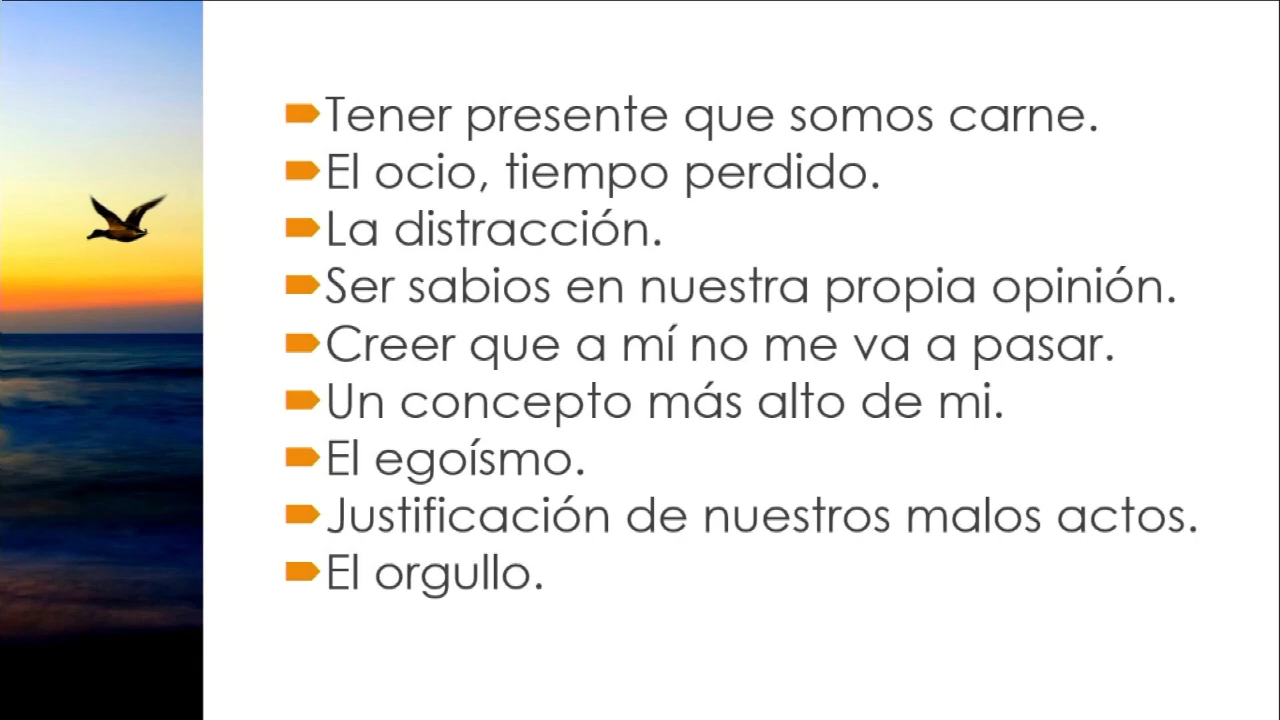 Tener presente que somos carne.
El ocio, tiempo perdido.
La distracción.
Ser sabios en nuestra propia opinión.
Creer que a mí no me va a pasar.
Un concepto más alto de mi.
El egoísmo.
Justificación de nuestros malos actos.
El orgullo.